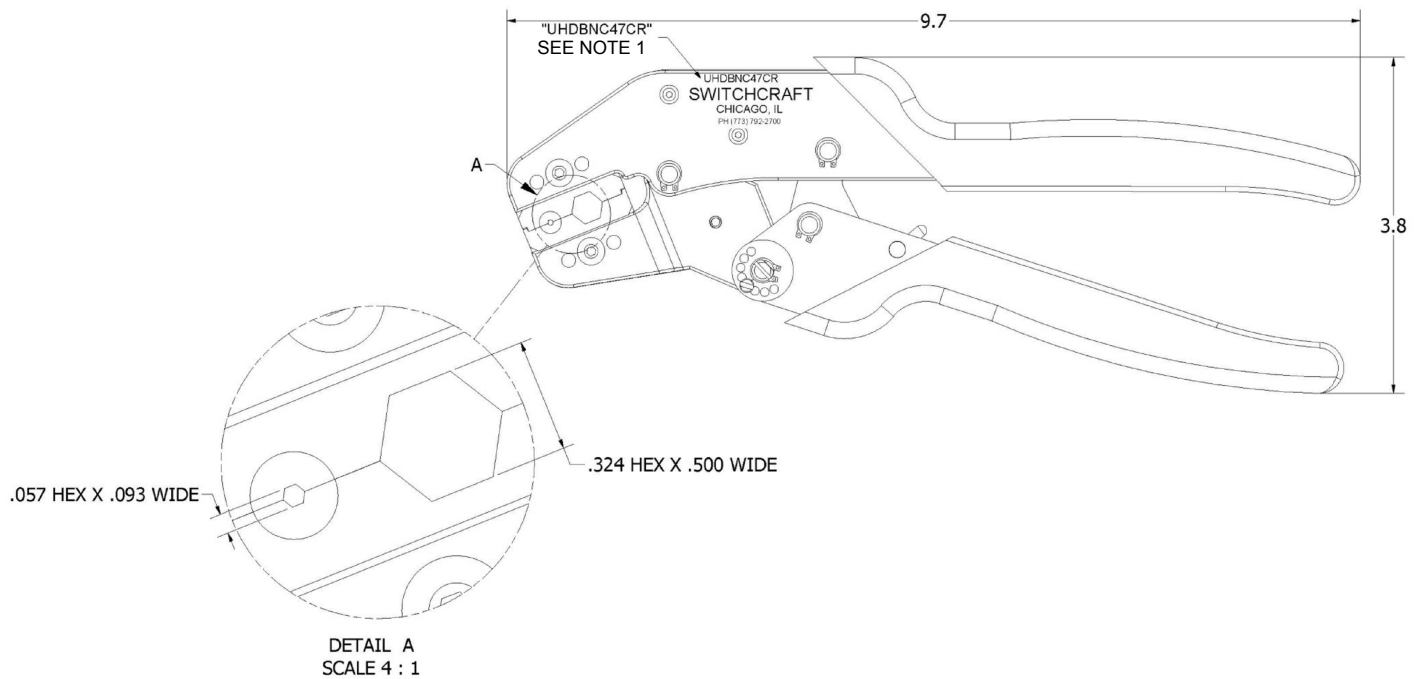 9.7
"UHDBNC47CR"
SEE NOTE 1
UHDBNC47CR
SWITCHCRAFT
CHICAGO, IL
PH (773) 792-2700
A
3.8
.324 HEX X .500 WIDE
.057 HEX X .093 WIDE
DETAIL A
SCALE 4 : 1